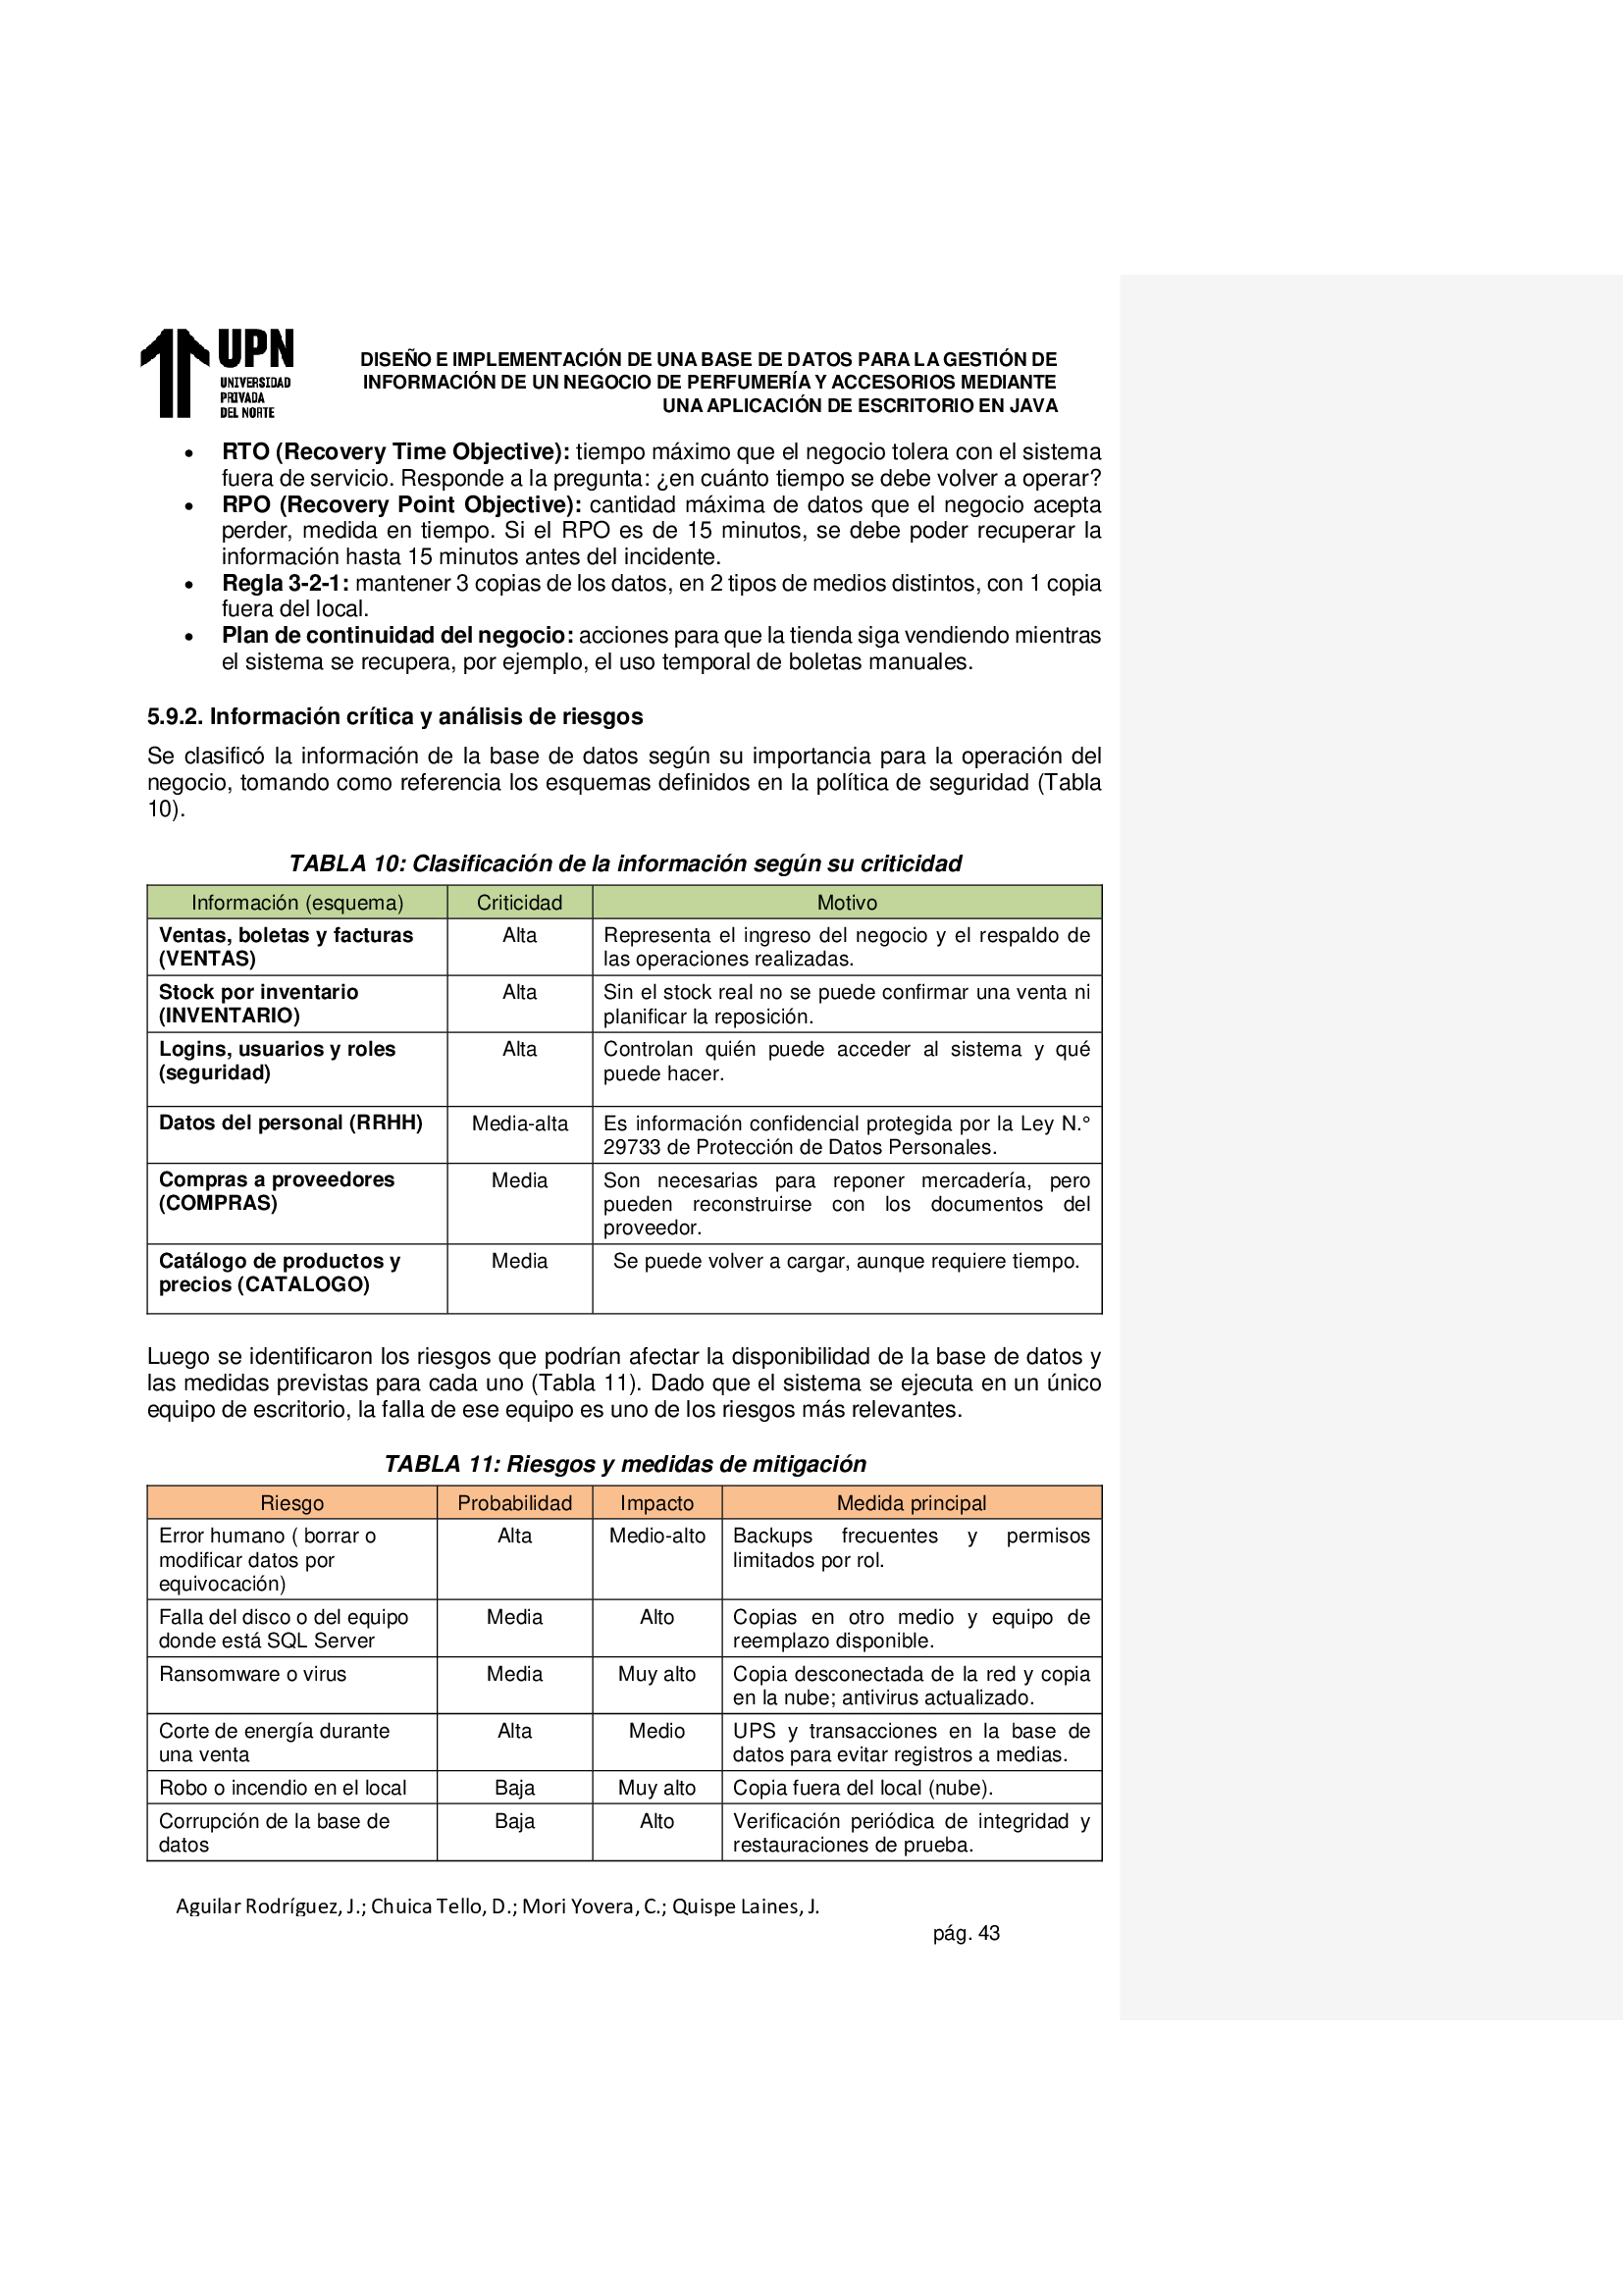 UPN
UNIVERSIDAD
PRIVADA
DEL NORTE
DISEÑO E IMPLEMENTACIÓN DE UNA BASE DE DATOS PARA LA GESTIÓN DE
INFORMACIÓN DE UN NEGOCIO DE PERFUMERÍA Y ACCESORIOS MEDIANTE
UNA APLICACIÓN DE ESCRITORIO EN JAVA
• RTO (Recovery Time Objective): tiempo máximo que el negocio tolera con el sistema
fuera de servicio. Responde a la pregunta: ¿en cuánto tiempo se debe volver a operar?
• RPO (Recovery Point Objective): cantidad máxima de datos que el negocio acepta
perder, medida en tiempo. Si el RPO es de 15 minutos, se debe poder recuperar la
información hasta 15 minutos antes del incidente.
• Regla 3-2-1: mantener 3 copias de los datos, en 2 tipos de medios distintos, con 1 copia
fuera del local.
• Plan de continuidad del negocio: acciones para que la tienda siga vendiendo mientras
el sistema se recupera, por ejemplo, el uso temporal de boletas manuales.
5.9.2. Información crítica y análisis de riesgos
Se clasificó la información de la base de datos según su importancia para la operación del
negocio, tomando como referencia los esquemas definidos en la política de seguridad (Tabla
10).
TABLA 10: Clasificación de la información según su criticidad
Información (esquema) Criticidad Motivo
Ventas, boletas y facturas Alta Representa el ingreso del negocio y el respaldo de
(VENTAS) las operaciones realizadas.
Stock por inventario Alta Sin el stock real no se puede confirmar una venta ni
(INVENTARIO) planificar la reposición.
Logins, usuarios y roles Alta Controlan quién puede acceder al sistema y qué
(seguridad) puede hacer.
Datos del personal (RRHH) Media-alta Es información confidencial protegida por la Ley N.°
29733 de Protección de Datos Personales.
Compras a proveedores Media Son necesarias para reponer mercadería, pero
(COMPRAS) pueden reconstruirse con los documentos del
proveedor.
Catálogo de productos y Media Se puede volver a cargar, aunque requiere tiempo.
precios (CATALOGO)
Luego se identificaron los riesgos que podrían afectar la disponibilidad de la base de datos y
las medidas previstas para cada uno (Tabla 11). Dado que el sistema se ejecuta en un único
equipo de escritorio, la falla de ese equipo es uno de los riesgos más relevantes.
TABLA 11: Riesgos y medidas de mitigación
Riesgo Probabilidad Impacto Medida principal
Error humano ( borrar o Alta Medio-alto Backups frecuentes y permisos
modificar datos por limitados por rol.
equivocación)
Falla del disco o del equipo Media Alto Copias en otro medio y equipo de
donde está SQL Server reemplazo disponible.
Ransomware o virus Media Muy alto Copia desconectada de la red y copia
en la nube; antivirus actualizado.
Corte de energía durante Alta Medio UPS y transacciones en la base de
una venta datos para evitar registros a medias.
Robo o incendio en el local Baja Muy alto Copia fuera del local (nube).
Corrupción de la base de Baja Alto Verificación periódica de integridad y
datos restauraciones de prueba.
Aguilar Rodríguez, J.; Chuica Tello, D.; Mori Yovera, C.; Quispe Laines, J.
pág. 43